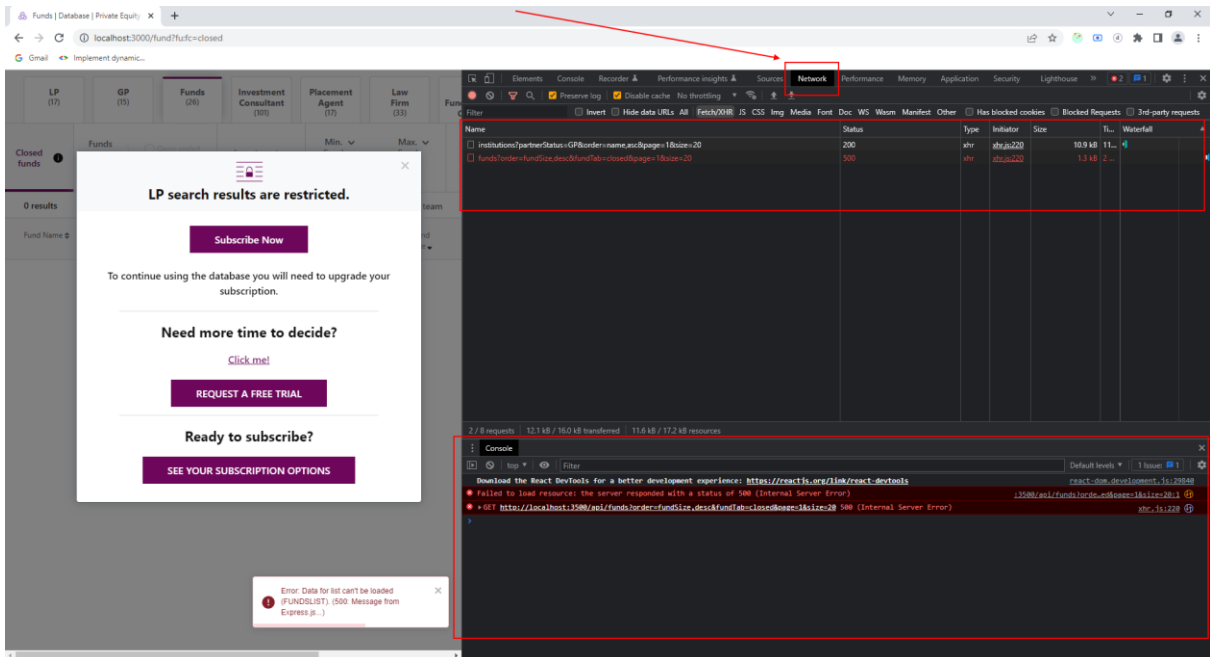 Funds | Database | Private Equity
localhost:3000/fund?fu:fc=closed
Gmail
Implement dynamic...
LP
(17)
GP
(15)
Funds
(26)
Investment
Consultant
(101)
Placement
Agent
(17)
Law
Firm
(33)
Closed
funds
Funds
Min.
Max.
0 results
team
Fund Name
LP search results are restricted.
Subscribe Now
To continue using the database you will need to upgrade your
subscription.
Need more time to decide?
Click me!
REQUEST A FREE TRIAL
Ready to subscribe?
SEE YOUR SUBSCRIPTION OPTIONS
Error: Data for list can't be loaded
(FUNDSLIST). (500: Message from
Express.js...)
Elements Console Recorder Performance insights Sources Network Performance Memory Application Security Lighthouse » 2 1
Preserve log Disable cache No throttling
Filter Invert Hide data URLs All Fetch/XHR JS CSS Img Media Font Doc WS Wasm Manifest Other Has blocked cookies Blocked Requests 3rd-party requests
Name Status Type Initiator Size Ti... Waterfall
institutions?partnerStatus=GP&order=name,asc&page=1&size=20 200 xhr xhr.js:220 10.9 kB 11...
funds?order=fundSize,desc&fundTab=closed&page=1&size=20 500 xhr xhr.js:220 1.3 kB 2...
2 / 8 requests 12.1 kB / 16.0 kB transferred 11.6 kB / 17.2 kB resources
Console
top Filter Default levels 1 Issue: 1
Download the React DevTools for a better development experience: https://reactjs.org/link/react-devtools react-dom.development.js:29840
Failed to load resource: the server responded with a status of 500 (Internal Server Error) :3500/api/funds?orde…ed&page=1&size=20:1
GET http://localhost:3500/api/funds?order=fundSize,desc&fundTab=closed&page=1&size=20 500 (Internal Server Error) xhr.js:220